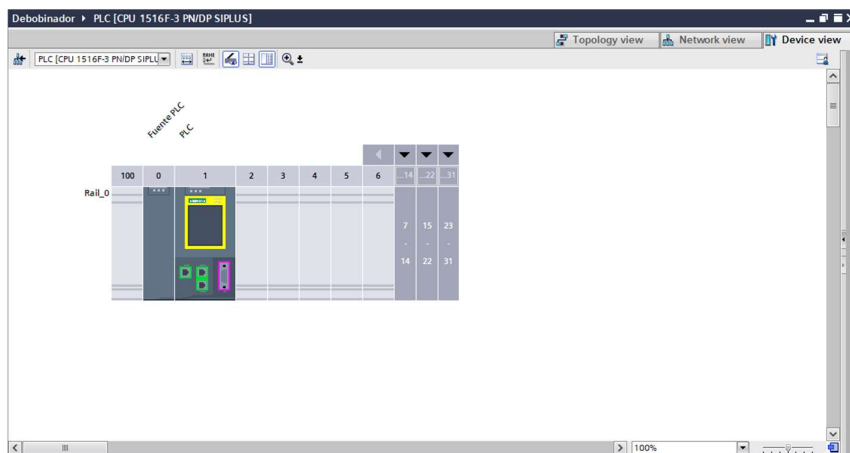 Debobinador ▸ PLC [CPU 1516F-3 PN/DP SIPLUS]
Topology view Network view Device view
PLC [CPU 1516F-3 PN/DP SIPLU
Fuente PLC
PLC
100 0 1 2 3 4 5 6 ...14 ...22 ...31
Rail_0
7 15 23
- - -
14 22 31
100%